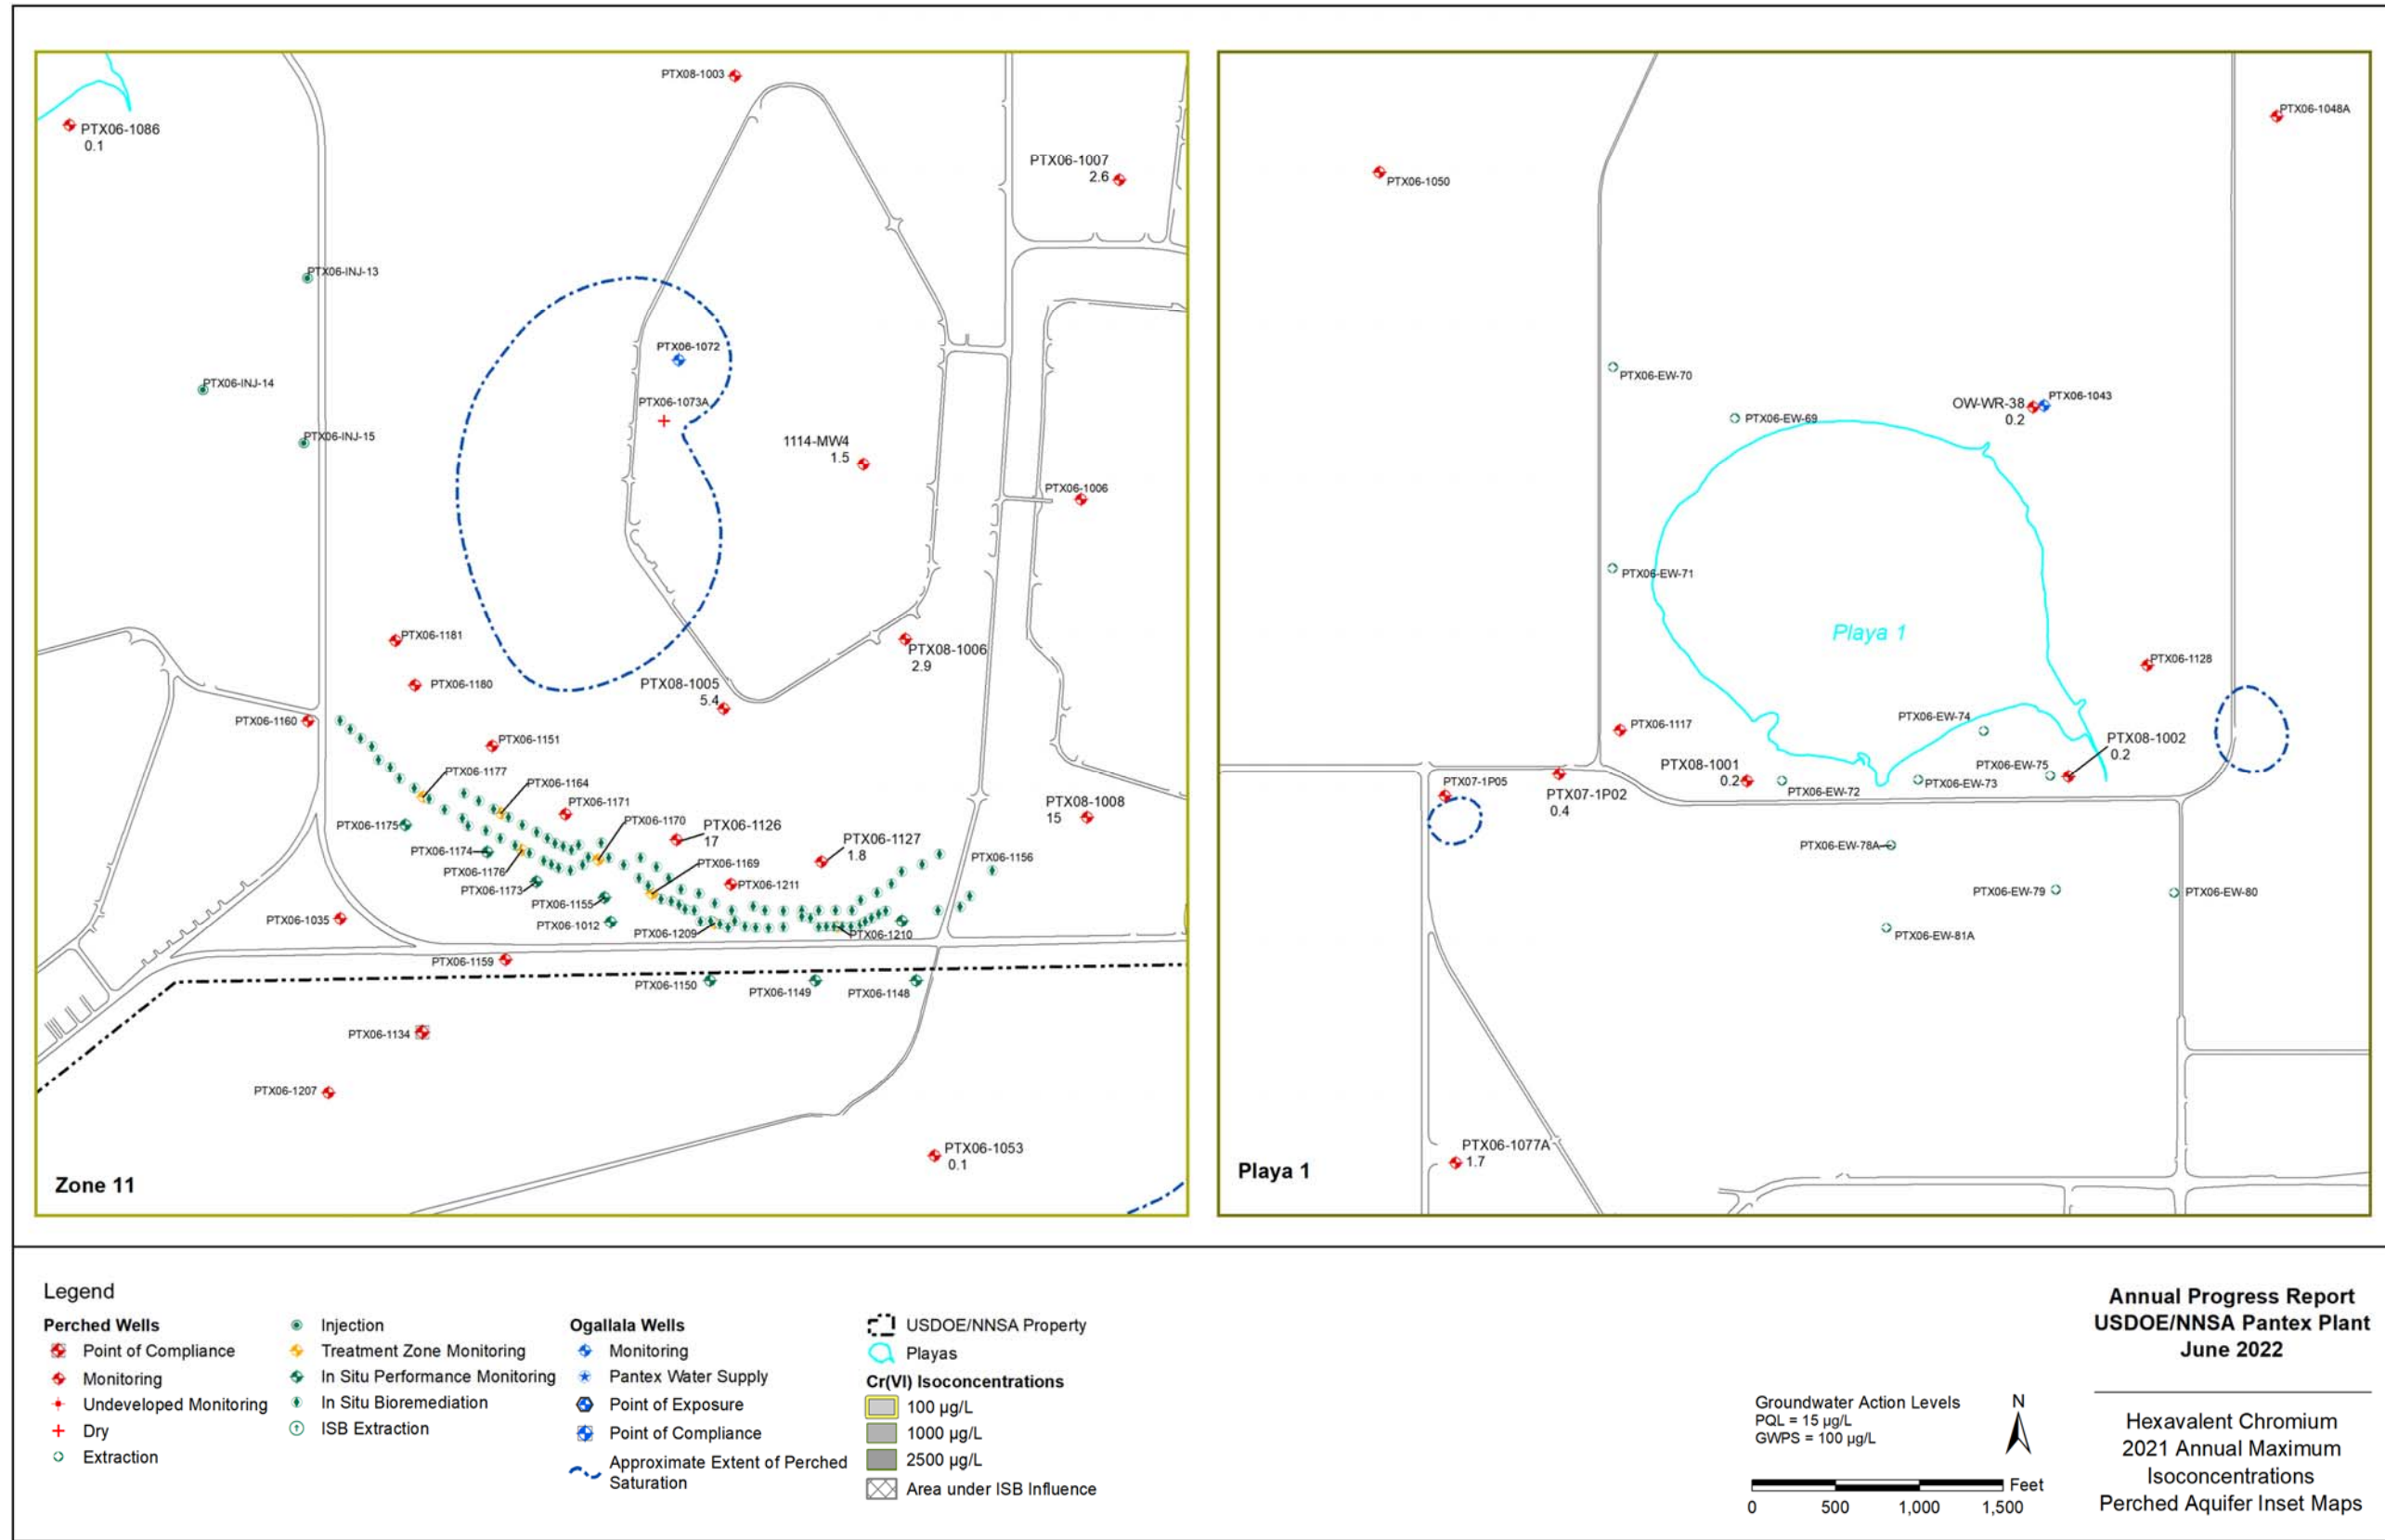 PTX08-1003
PTX06-1086
0.1
PTX06-1007
2.6
PTX06-INJ-13
PTX06-1072
PTX06-INJ-14
PTX06-1073A
PTX06-INJ-15
1114-MW4
1.5
PTX06-1006
PTX06-1181
PTX08-1006
2.9
PTX06-1180
PTX08-1005
5.4
PTX06-1160
PTX06-1151
PTX06-1177
PTX06-1164
PTX06-1171
PTX08-1008
15
PTX06-1175
PTX06-1170
PTX06-1126
17
PTX06-1127
1.8
PTX06-1174
PTX06-1156
PTX06-1169
PTX06-1176
PTX06-1211
PTX06-1173
PTX06-1155
PTX06-1035
PTX06-1012
PTX06-1209
PTX06-1210
PTX06-1159
PTX06-1150
PTX06-1149
PTX06-1148
PTX06-1134
PTX06-1207
PTX06-1053
0.1
Zone 11
PTX06-1048A
PTX06-1050
PTX06-EW-70
OW-WR-38
0.2
PTX06-1043
PTX06-EW-69
PTX06-EW-71
Playa 1
PTX06-1128
PTX06-EW-74
PTX06-1117
PTX08-1002
0.2
PTX08-1001
0.2
PTX06-EW-75
PTX07-1P05
PTX07-1P02
0.4
PTX06-EW-72
PTX06-EW-73
PTX06-EW-78A
PTX06-EW-79
PTX06-EW-80
PTX06-EW-81A
PTX06-1077A
1.7
Playa 1
Legend
Perched Wells
Point of Compliance
Monitoring
Undeveloped Monitoring
Dry
Extraction
Injection
Treatment Zone Monitoring
In Situ Performance Monitoring
In Situ Bioremediation
ISB Extraction
Ogallala Wells
Monitoring
Pantex Water Supply
Point of Exposure
Point of Compliance
Approximate Extent of Perched
Saturation
USDOE/NNSA Property
Playas
Cr(VI) Isoconcentrations
100 µg/L
1000 µg/L
2500 µg/L
Area under ISB Influence
Groundwater Action Levels
PQL = 15 µg/L
GWPS = 100 µg/L
N
Feet
0 500 1,000 1,500
Annual Progress Report
USDOE/NNSA Pantex Plant
June 2022
Hexavalent Chromium
2021 Annual Maximum
Isoconcentrations
Perched Aquifer Inset Maps